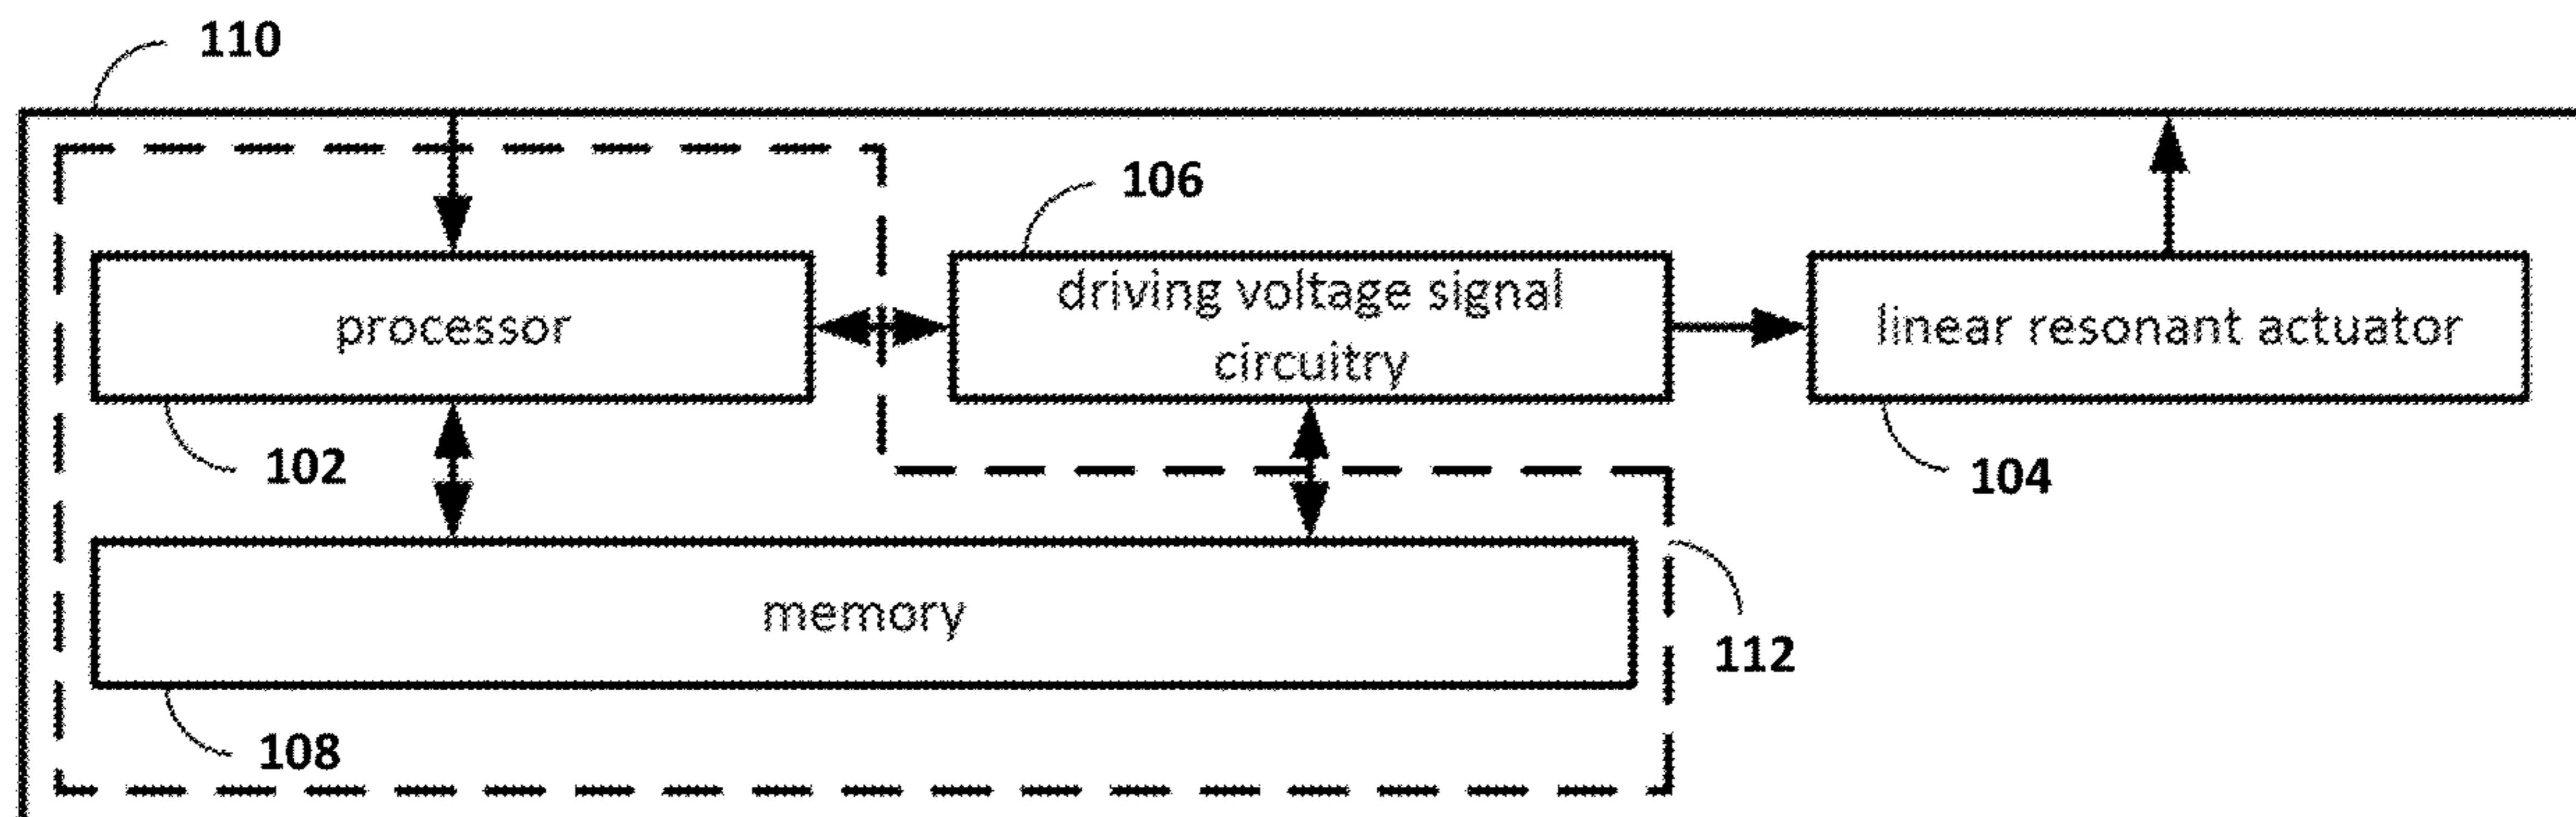 110
106
processor
driving voltage signal
circuitry
linear resonant actuator
102
104
memory
112
108